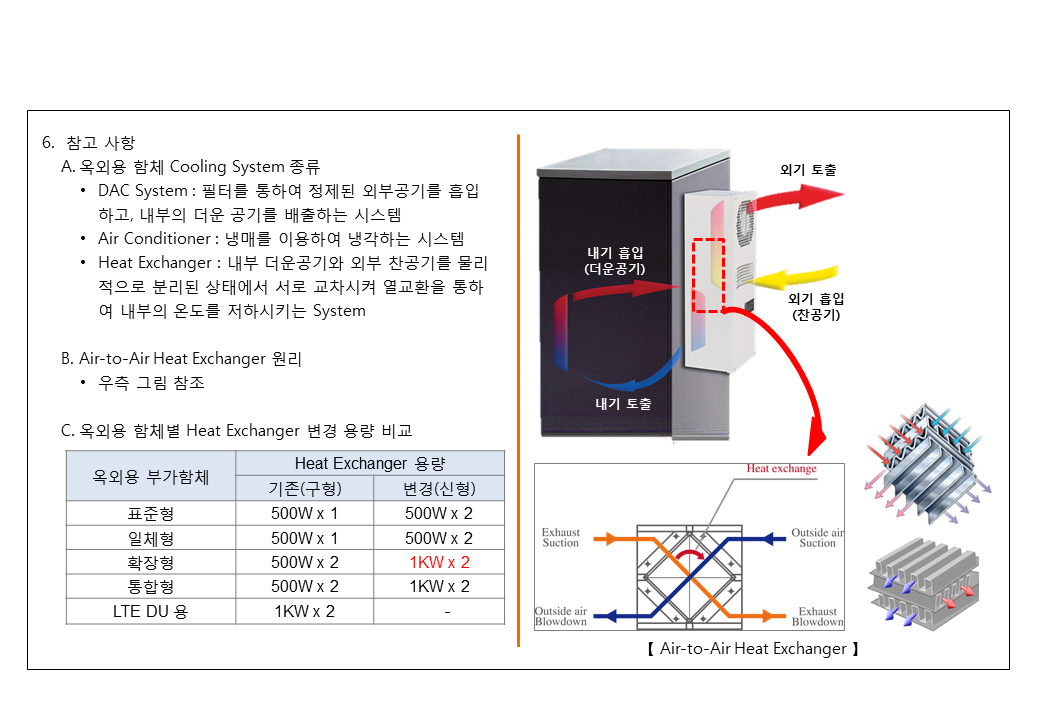 6. 참고 사항
A. 옥외용 함체 Cooling System 종류
• DAC System : 필터를 통하여 정제된 외부공기를 흡입
하고, 내부의 더운 공기를 배출하는 시스템
• Air Conditioner : 냉매를 이용하여 냉각하는 시스템
• Heat Exchanger : 내부 더운공기와 외부 찬공기를 물리
적으로 분리된 상태에서 서로 교차시켜 열교환을 통하
여 내부의 온도를 저하시키는 System
B. Air-to-Air Heat Exchanger 원리
• 우측 그림 참조
C. 옥외용 함체별 Heat Exchanger 변경 용량 비교
옥외용 부가함체 Heat Exchanger 용량
기존(구형) 변경(신형)
표준형 500W x 1 500W x 2
일체형 500W x 1 500W x 2
확장형 500W x 2 1KW x 2
통합형 500W x 2 1KW x 2
LTE DU 용 1KW x 2 -
외기 토출
내기 흡입
(더운공기)
외기 흡입
(찬공기)
내기 토출
Heat exchange
Exhaust
Suction
Outside air
Suction
Outside air
Blowdown
Exhaust
Blowdown
【 Air-to-Air Heat Exchanger 】